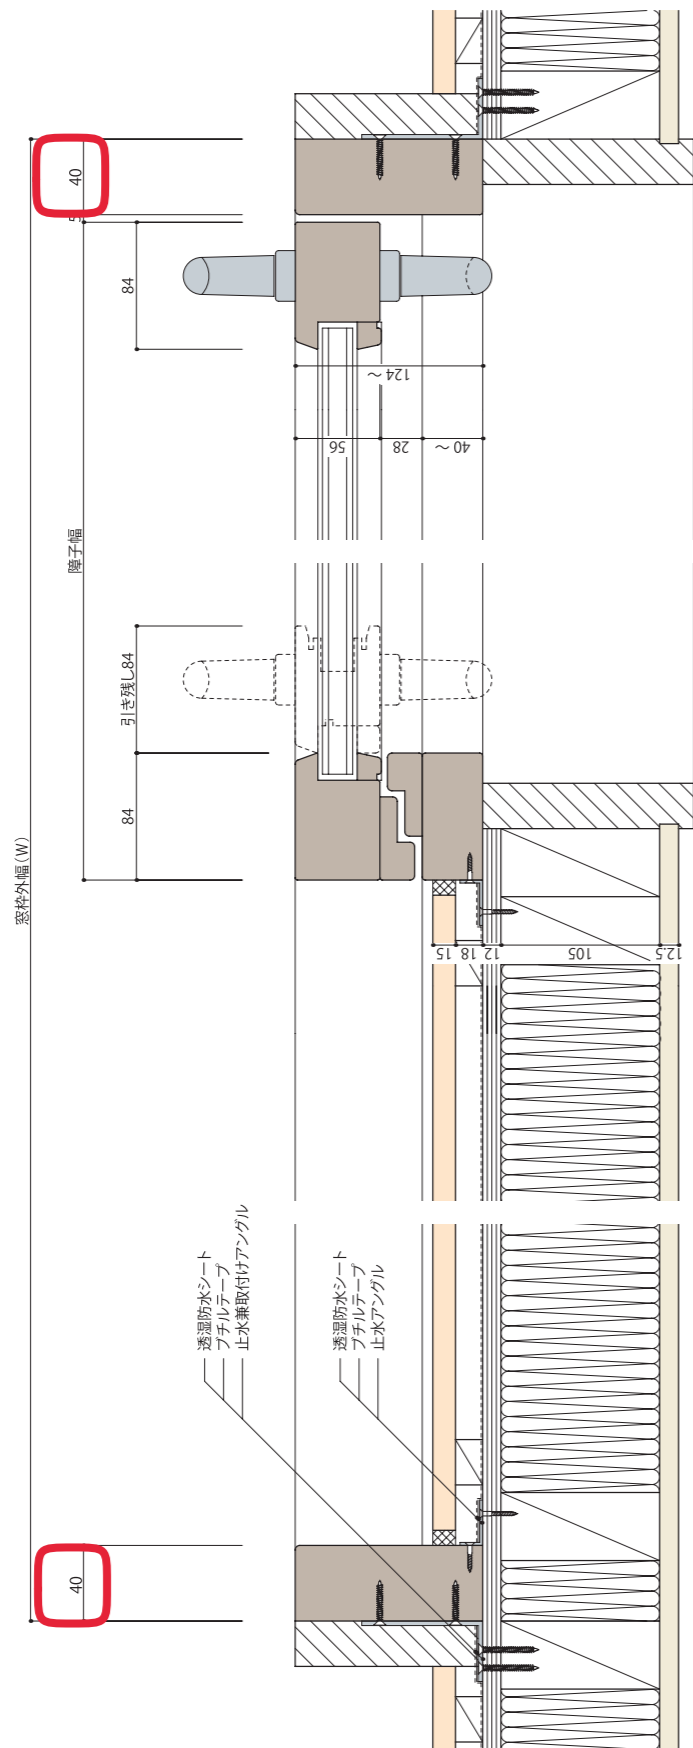 40
84
124~
56
28
40~
障子幅
引き残し84
84
窓枠外幅(W)
15
18
12
105
12.5
透湿防水シート
ブチルテープ
止水兼取付けアングル
透湿防水シート
ブチルテープ
止水アングル
40